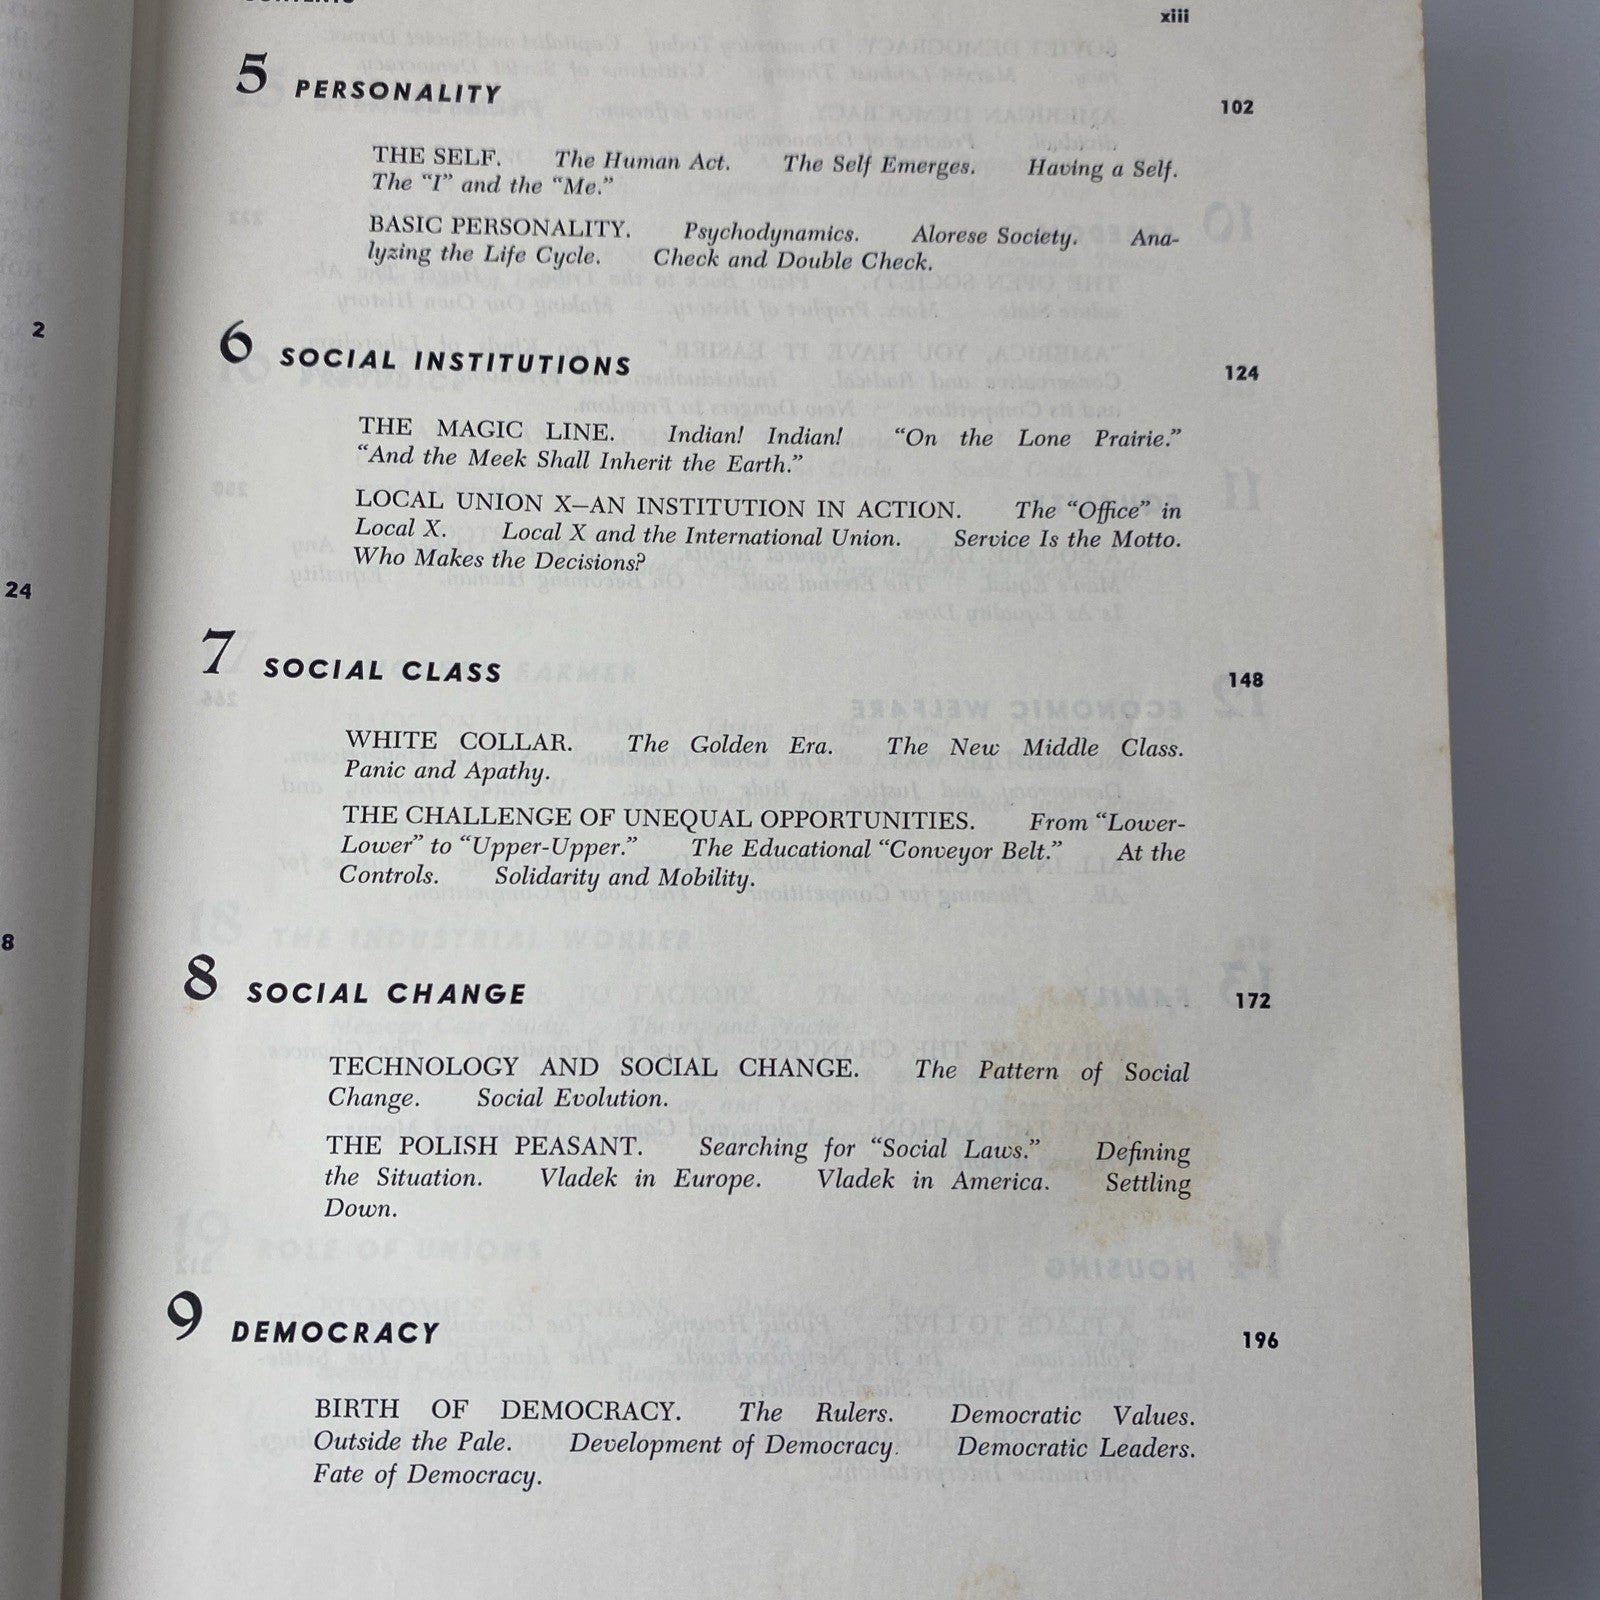 CONTENTS xiii
5 PERSONALITY 102
THE SELF. The Human Act. The Self Emerges. Having a Self.
The “I” and the “Me.”
BASIC PERSONALITY. Psychodynamics. Alorese Society. Ana-
lyzing the Life Cycle. Check and Double Check.
6 SOCIAL INSTITUTIONS 124
THE MAGIC LINE. Indian! Indian! “On the Lone Prairie.”
“And the Meek Shall Inherit the Earth.”
LOCAL UNION X—AN INSTITUTION IN ACTION. The “Office” in
Local X. Local X and the International Union. Service Is the Motto.
Who Makes the Decisions?
7 SOCIAL CLASS 148
WHITE COLLAR. The Golden Era. The New Middle Class.
Panic and Apathy.
THE CHALLENGE OF UNEQUAL OPPORTUNITIES. From “Lower-
Lower” to “Upper-Upper.” The Educational “Conveyor Belt.” At the
Controls. Solidarity and Mobility.
8 SOCIAL CHANGE 172
TECHNOLOGY AND SOCIAL CHANGE. The Pattern of Social
Change. Social Evolution.
THE POLISH PEASANT. Searching for “Social Laws.” Defining
the Situation. Vladek in Europe. Vladek in America. Settling
Down.
9 DEMOCRACY 196
BIRTH OF DEMOCRACY. The Rulers. Democratic Values.
Outside the Pale. Development of Democracy. Democratic Leaders.
Fate of Democracy.
2
24
8